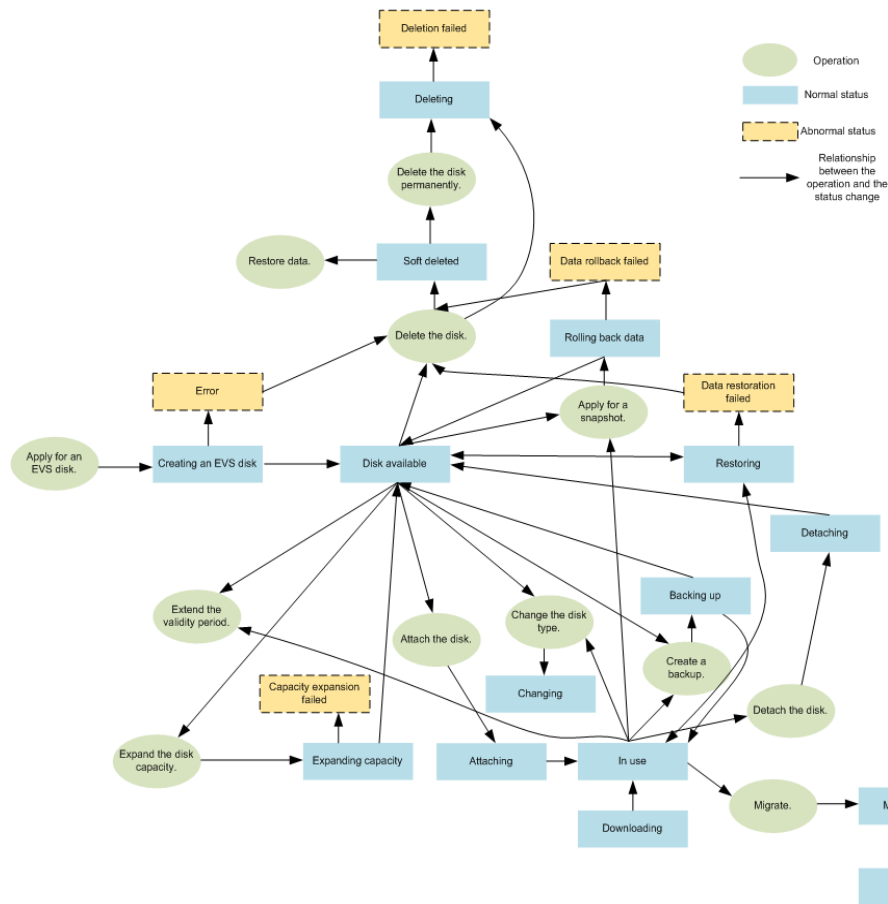 Deletion failed
Operation
Deleting
Normal status
Abnormal status
Relationship
between the
operation and the
status change
Delete the disk
permanently.
Restore data.
Soft deleted
Data rollback failed
Delete the disk.
Rolling back data
Error
Apply for a
snapshot.
Data restoration
failed
Apply for an
EVS disk.
Creating an EVS disk
Disk available
Restoring
Detaching
Extend the
validity period.
Attach the disk.
Change the disk
type.
Backing up
Create a
backup.
Capacity expansion
failed
Changing
Detach the disk.
Expand the disk
capacity.
Expanding capacity
Attaching
In use
Migrate.
M
Downloading